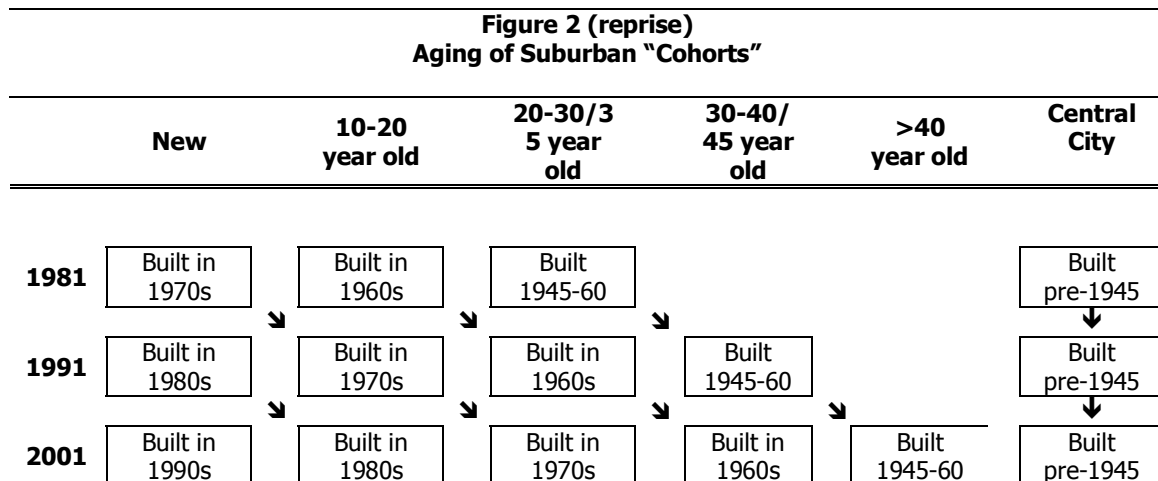 Figure 2 (reprise)
Aging of Suburban “Cohorts”
New
10-20
year old
20-30/3
5 year
old
30-40/
45 year
old
>40
year old
Central
City
1981
Built in
1970s
Built in
1960s
Built
1945-60
Built
pre-1945
1991
Built in
1980s
Built in
1970s
Built in
1960s
Built
1945-60
Built
pre-1945
2001
Built in
1990s
Built in
1980s
Built in
1970s
Built in
1960s
Built
1945-60
Built
pre-1945